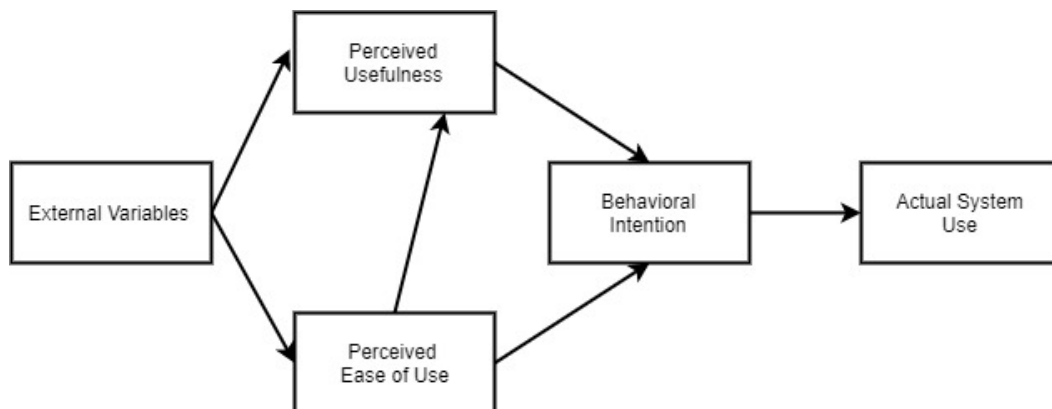 Perceived
Usefulness
External Variables
Behavioral
Intention
Actual System
Use
Perceived
Ease of Use